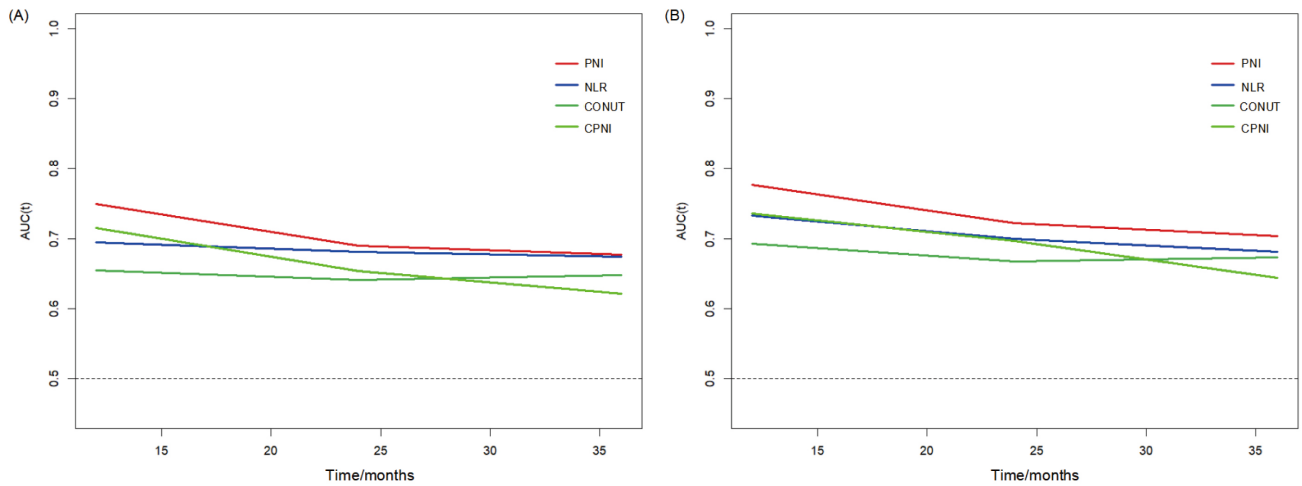 (A)
1.0
0.9
0.8
0.7
0.6
0.5
AUC(t)
PNI
NLR
CONUT
CPNI
15 20 25 30 35
Time/months
(B)
1.0
0.9
0.8
0.7
0.6
0.5
AUC(t)
PNI
NLR
CONUT
CPNI
15 20 25 30 35
Time/months